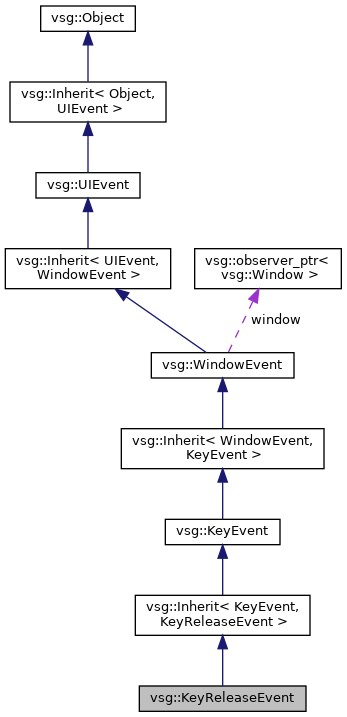 vsg::Object
vsg::Inherit< Object,
UIEvent >
vsg::UIEvent
vsg::Inherit< UIEvent,
WindowEvent >
vsg::observer_ptr<
vsg::Window >
window
vsg::WindowEvent
vsg::Inherit< WindowEvent,
KeyEvent >
vsg::KeyEvent
vsg::Inherit< KeyEvent,
KeyReleaseEvent >
vsg::KeyReleaseEvent